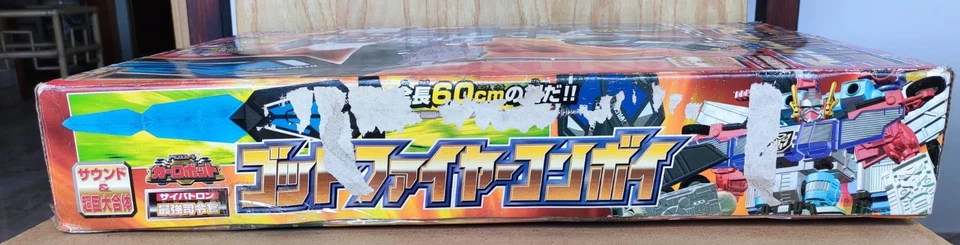 長60cmの だ!!
サウンド
&
超巨大合体
カーロボット
サイバトロン
最強司令官
ゴッドファイヤーコンボイ